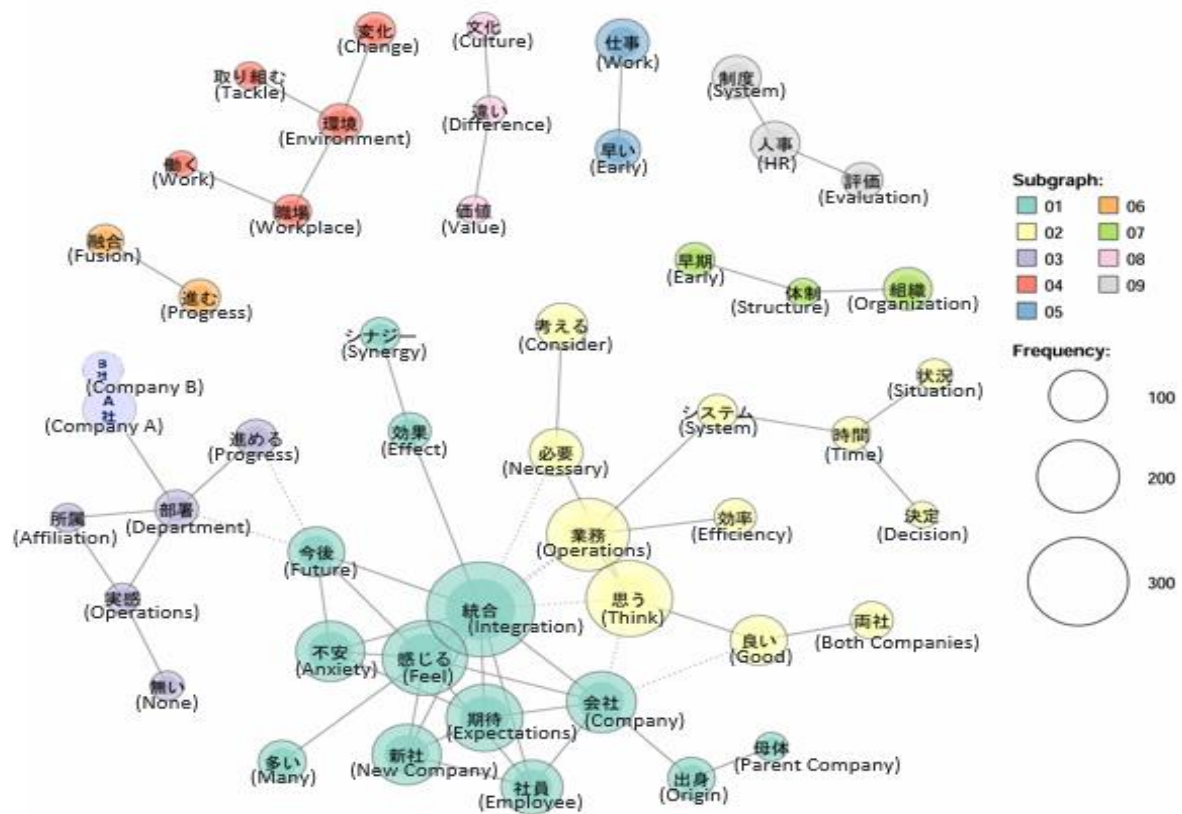 変化
(Change)
取り組む
(Tackle)
環境
(Environment)
働く
(Work)
職場
(Workplace)
文化
(Culture)
違い
(Difference)
価値
(Value)
仕事
(Work)
早い
(Early)
制度
(System)
人事
(HR)
評価
(Evaluation)
融合
(Fusion)
進む
(Progress)
早期
(Early)
体制
(Structure)
組織
(Organization)
Subgraph:
01
06
02
07
03
08
04
09
05
Frequency:
100
200
300
シナジー
(Synergy)
効果
(Effect)
考える
(Consider)
必要
(Necessary)
システム
(System)
状況
(Situation)
時間
(Time)
決定
(Decision)
業務
(Operations)
効率
(Efficiency)
思う
(Think)
良い
(Good)
両社
(Both Companies)
B社
(Company B)
A社
(Company A)
進める
(Progress)
部署
(Department)
所属
(Affiliation)
実感
(Operations)
無い
(None)
今後
(Future)
統合
(Integration)
不安
(Anxiety)
感じる
(Feel)
期待
(Expectations)
会社
(Company)
多い
(Many)
新社
(New Company)
社員
(Employee)
出身
(Origin)
母体
(Parent Company)